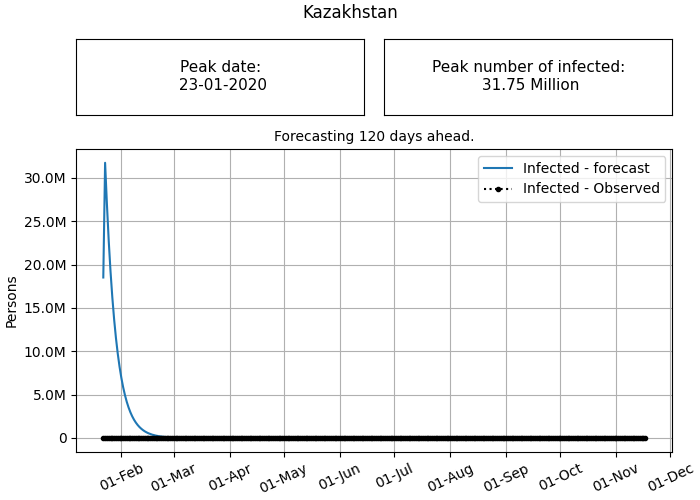 Kazakhstan
Peak date:
23-01-2020
Peak number of infected:
31.75 Million
Forecasting 120 days ahead.
Infected - forecast
Infected - Observed
Persons
30.0M
25.0M
20.0M
15.0M
10.0M
5.0M
0
01-Feb
01-Mar
01-Apr
01-May
01-Jun
01-Jul
01-Aug
01-Sep
01-Oct
01-Nov
01-Dec